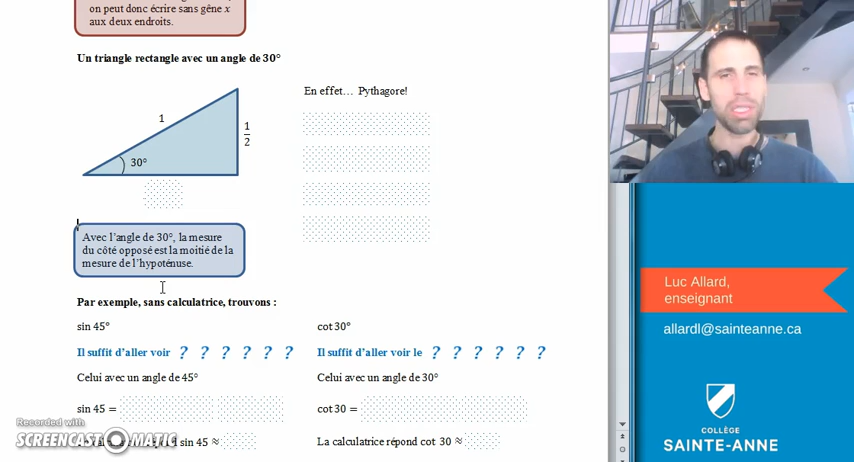 on peut donc écrire sans gêne x
aux deux endroits.
Un triangle rectangle avec un angle de 30°
En effet… Pythagore!
1
1
2
30°
Avec l'angle de 30°, la mesure
du côté opposé est la moitié de la
mesure de l'hypoténuse.
Par exemple, sans calculatrice, trouvons :
sin 45°
cot 30°
Il suffit d'aller voir ? ? ? ? ? ?
Il suffit d'aller voir le ? ? ? ? ? ?
Celui avec un angle de 45°
Celui avec un angle de 30°
sin 45 =
cot 30 =
sin 45 ≈
La calculatrice répond cot 30 ≈
Recorded with
SCREENCAST-O-MATIC
Luc Allard,
enseignant
allardl@sainteanne.ca
COLLÈGE
SAINTE-ANNE